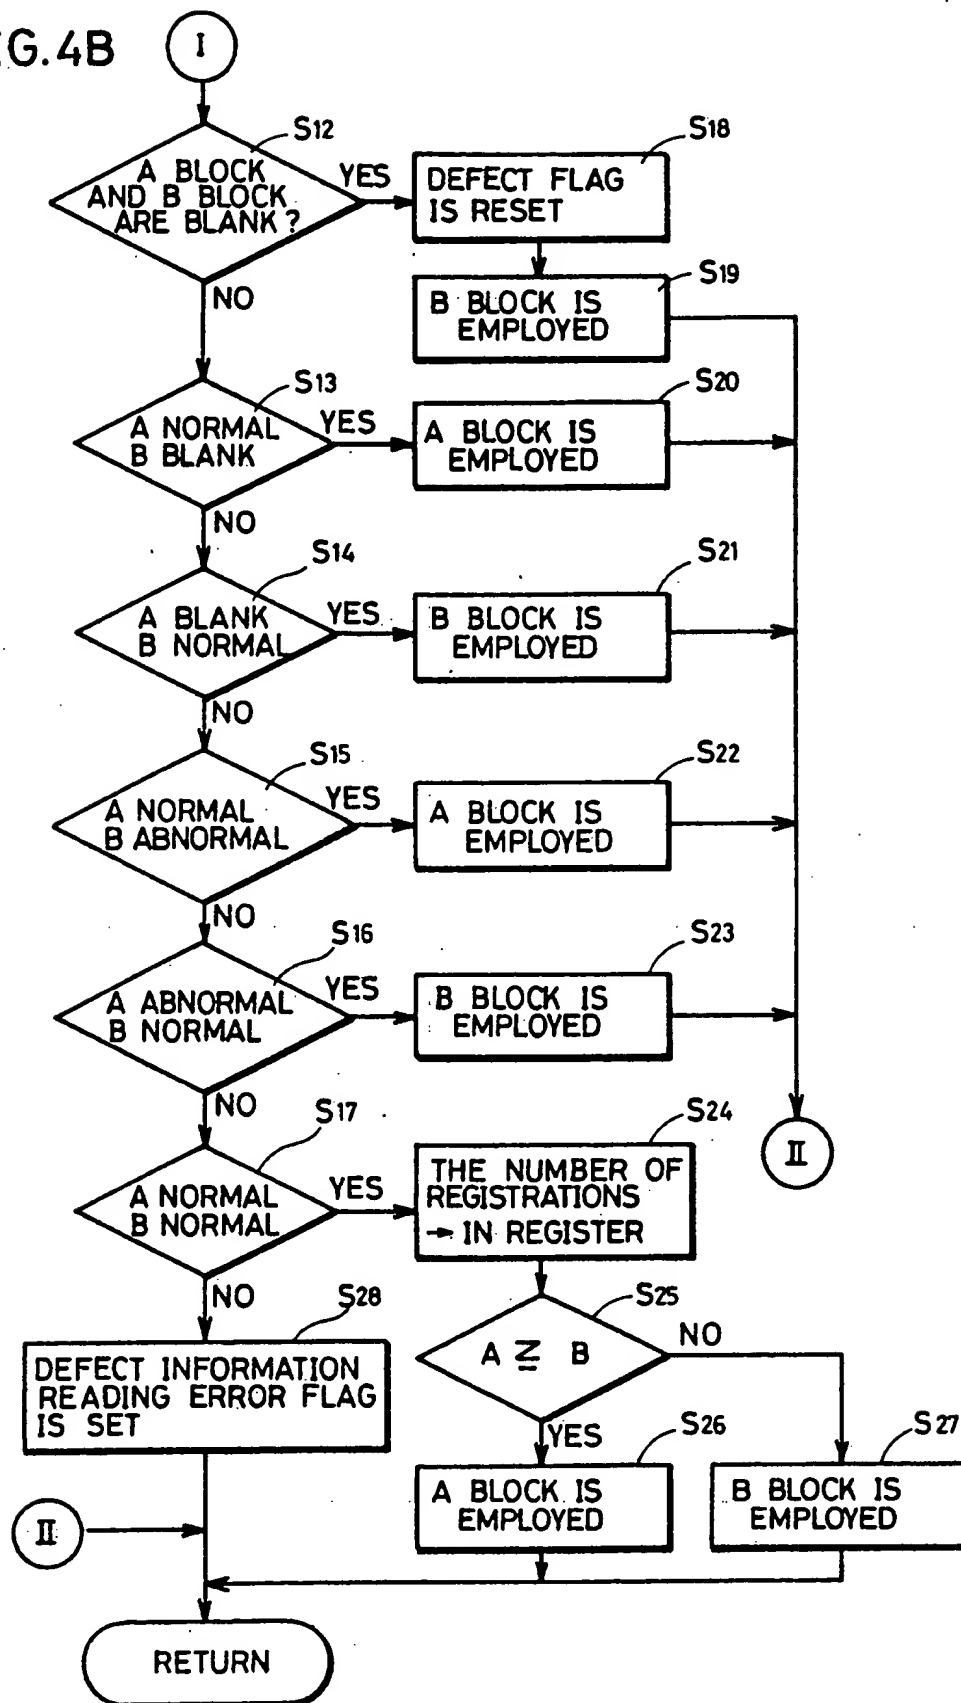 G.4B
I
S12
A BLOCK
AND B BLOCK
ARE BLANK?
YES
NO
S18
DEFECT FLAG
IS RESET
S19
B BLOCK IS
EMPLOYED
S13
A NORMAL
B BLANK
YES
NO
S20
A BLOCK IS
EMPLOYED
S14
A BLANK
B NORMAL
YES
NO
S21
B BLOCK IS
EMPLOYED
S15
A NORMAL
B ABNORMAL
YES
NO
S22
A BLOCK IS
EMPLOYED
S16
A ABNORMAL
B NORMAL
YES
NO
S23
B BLOCK IS
EMPLOYED
II
S17
A NORMAL
B NORMAL
YES
NO
S24
THE NUMBER OF
REGISTRATIONS
→ IN REGISTER
S25
A ≧ B
NO
YES
S28
DEFECT INFORMATION
READING ERROR FLAG
IS SET
S26
A BLOCK IS
EMPLOYED
S27
B BLOCK IS
EMPLOYED
II
RETURN